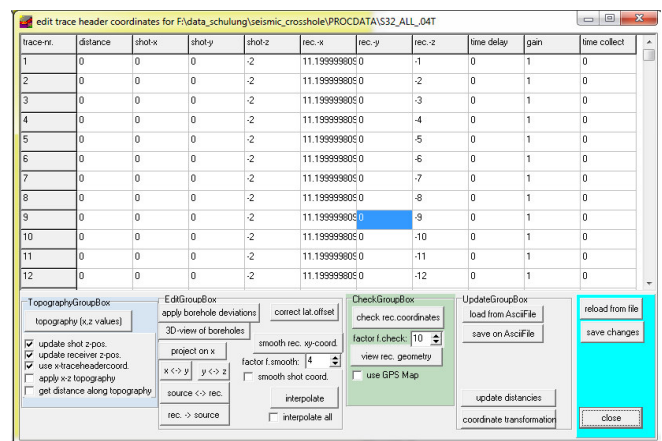 edit trace header coordinates for F:\data_schulung\seismic_crosshole\PROCDATA\S32_ALL_.04T
trace-nr. distance shot-x shot-y shot-z rec.-x rec.-y rec.-z time delay gain time collect
1 0 0 0 -2 11.199999809 0 -1 0 1 0
2 0 0 0 -2 11.199999809 0 -2 0 1 0
3 0 0 0 -2 11.199999809 0 -3 0 1 0
4 0 0 0 -2 11.199999809 0 -4 0 1 0
5 0 0 0 -2 11.199999809 0 -5 0 1 0
6 0 0 0 -2 11.199999809 0 -6 0 1 0
7 0 0 0 -2 11.199999809 0 -7 0 1 0
8 0 0 0 -2 11.199999809 0 -8 0 1 0
9 0 0 0 -2 11.199999809 0 -9 0 1 0
10 0 0 0 -2 11.199999809 0 -10 0 1 0
11 0 0 0 -2 11.199999809 0 -11 0 1 0
12 0 0 0 -2 11.199999809 0 -12 0 1 0
TopographyGroupBox
topography (x,z values)
update shot z-pos.
update receiver z-pos.
use x-traceheadercoord.
apply x-z topography
get distance along topography
EditGroupBox
apply borehole deviations correct lat.offset
3D-view of boreholes
project on x smooth rec. xy-coord.
factor f.smooth: 4
x <-> y y <-> z smooth shot coord.
source <-> rec. interpolate
rec. -> source interpolate all
CheckGroupBox
check rec.coordinates
factor f.check: 10
view rec. geometry
use GPS Map
UpdateGroupBox
load from AsciiFile
save on AsciiFile
update distancies
coordinate transformation
reload from file
save changes
close